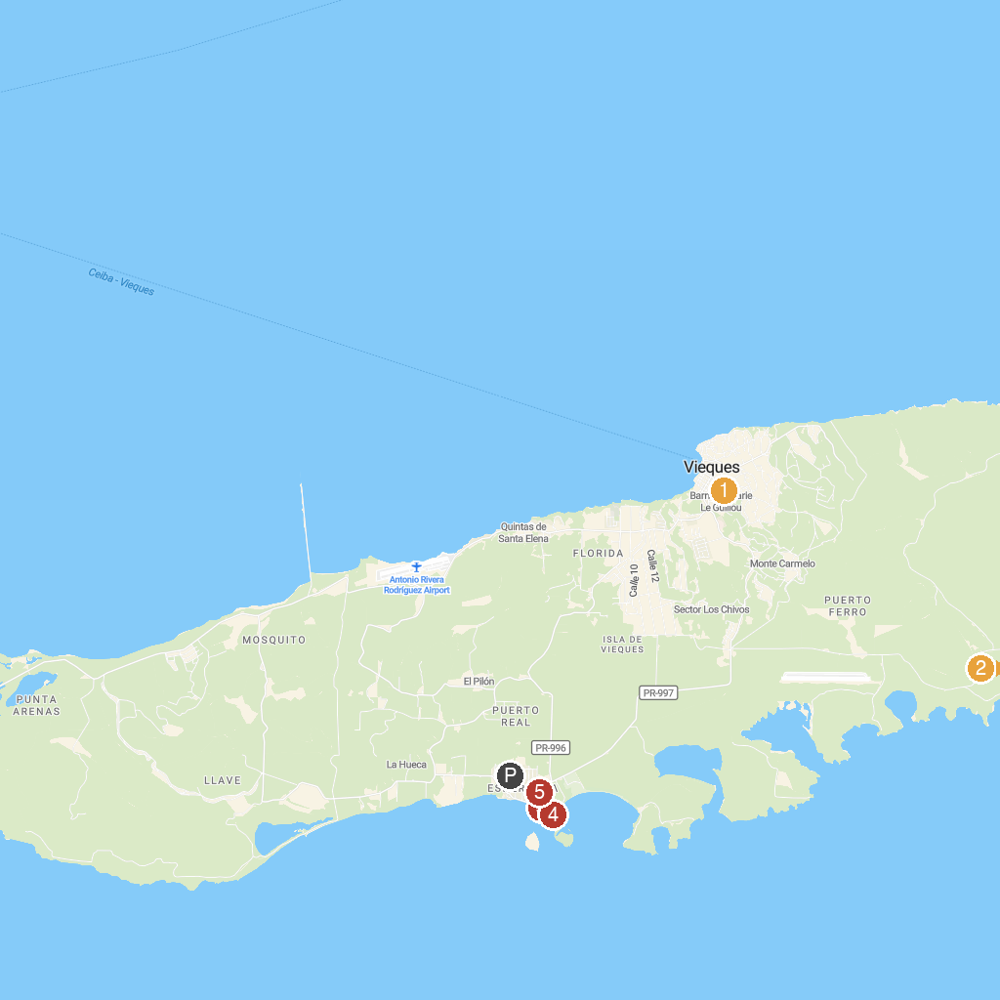 Ceiba - Vieques
Vieques
1
Le Guillou
Quintas de
Santa Elena
FLORIDA
Calle 10
Calle 12
Antonio Rivera
Rodríguez Airport
Monte Carmelo
PUERTO
FERRO
Sector Los Chivos
MOSQUITO
ISLA DE
VIEQUES
2
El Pilón
PR-997
PUNTA
ARENAS
PUERTO
REAL
PR-996
La Hueca
P
LLAVE
5
4